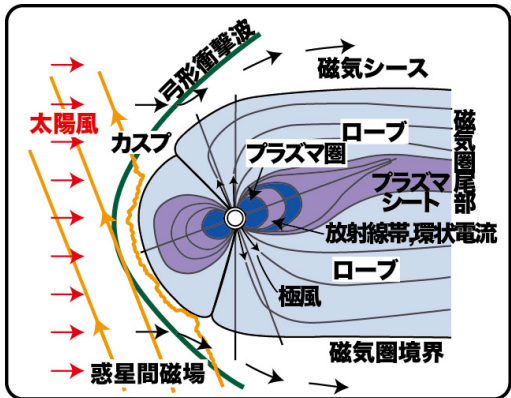 弓形衝撃波
磁気シース
太陽風
カスプ
ローブ
磁気圏尾部
プラズマ圏
プラズマ
シート
放射線帯,環状電流
ローブ
極風
惑星間磁場
磁気圏境界